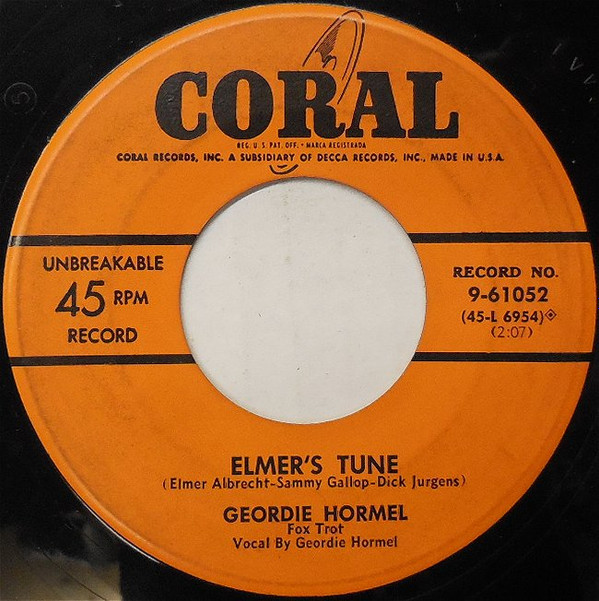 CORAL
REG. U.S. PAT. OFF. • MARCA REGISTRADA
CORAL RECORDS, INC. A SUBSIDIARY OF DECCA RECORDS, INC., MADE IN U.S.A.
UNBREAKABLE
45 RPM
RECORD
RECORD NO.
9-61052
(45-L 6954)
(2:07)
ELMER'S TUNE
(Elmer Albrecht-Sammy Gallop-Dick Jurgens)
GEORDIE HORMEL
Fox Trot
Vocal By Geordie Hormel